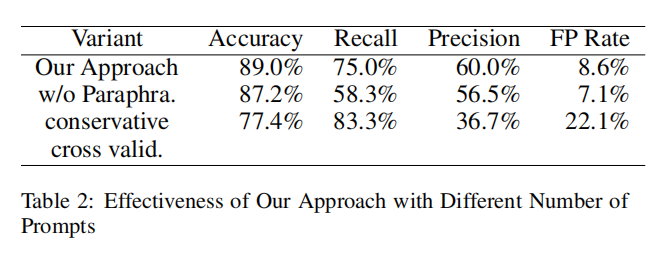 Variant Accuracy Recall Precision FP Rate
Our Approach 89.0% 75.0% 60.0% 8.6%
w/o Paraphra. 87.2% 58.3% 56.5% 7.1%
conservative 77.4% 83.3% 36.7% 22.1%
cross valid.
Table 2: Effectiveness of Our Approach with Different Number of
Prompts